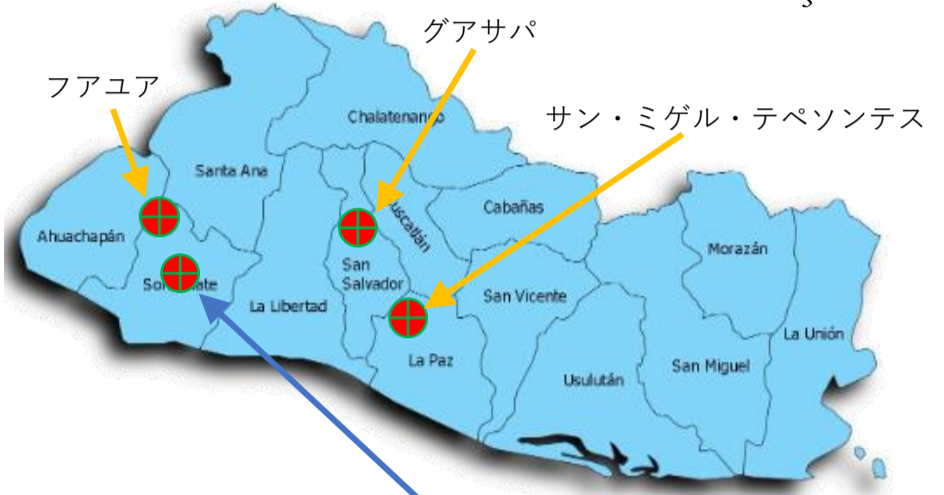 グアサパ
フアユア
サン・ミゲル・テペソンテス
Chalatenango
Santa Ana
Cabañas
Ahuachapán
Morazán
San
Salvador
San Vicente
La Libertad
La Unión
La Paz
San Miguel
Usulután